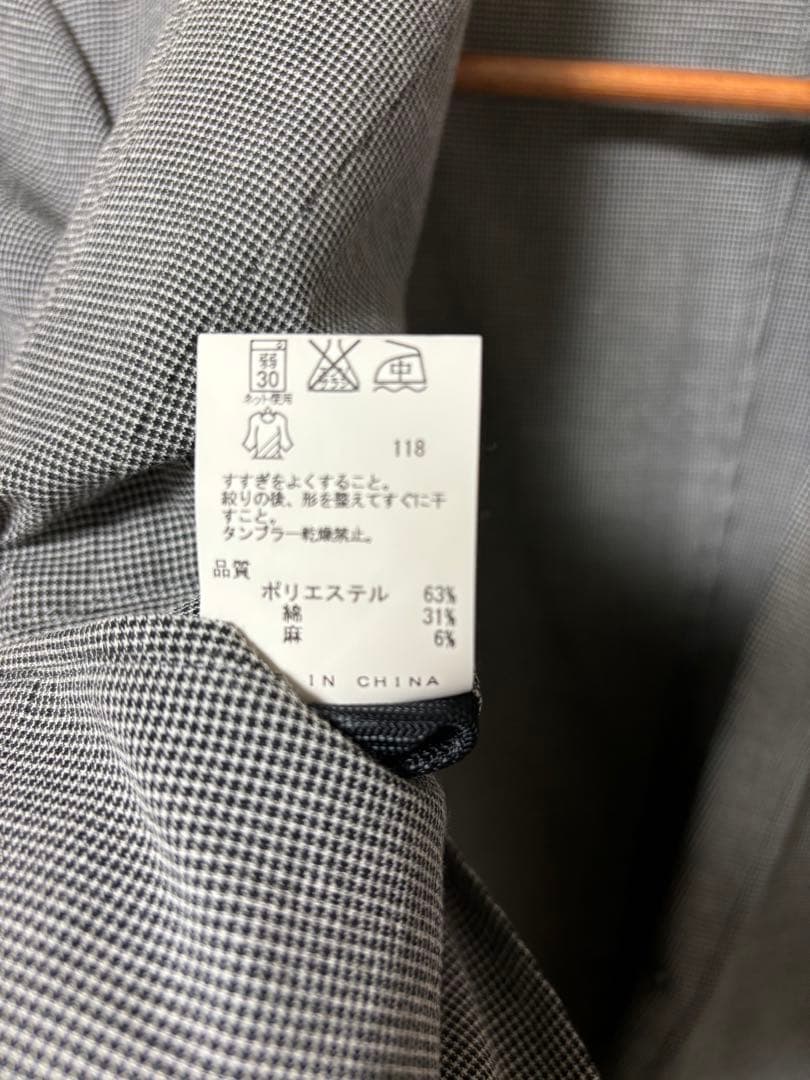 弱
30
中
ネット使用
118
すすぎをよくすること。
絞りの後、形を整えてすぐに干
すこと。
タンブラー乾燥禁止。
品質
ポリエステル 63%
綿 31%
麻 6%
IN CHINA